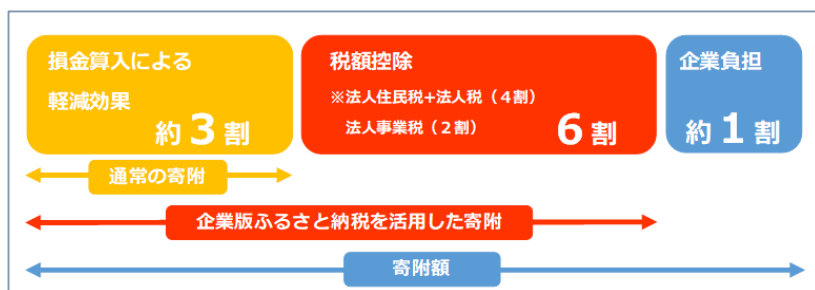 損金算入による
軽減効果
約3割
税額控除
※法人住民税+法人税（４割）
法人事業税（２割）
6割
企業負担
約1割
通常の寄附
企業版ふるさと納税を活用した寄附
寄附額